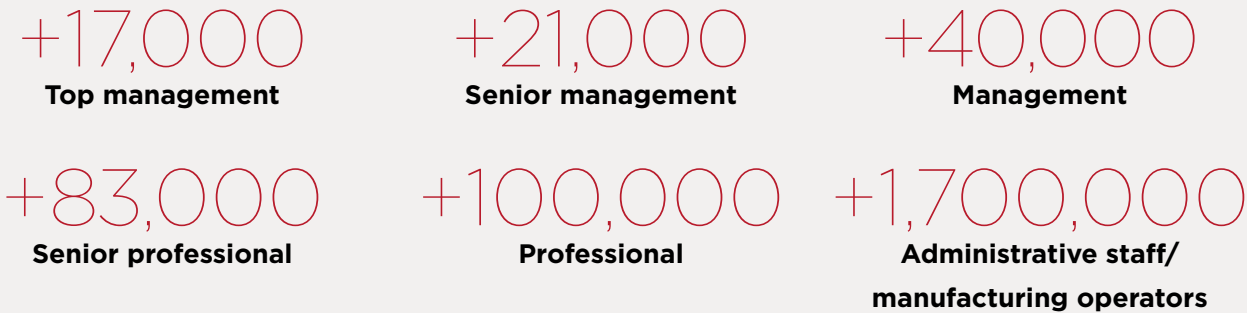 +17,000
Top management
+21,000
Senior management
+40,000
Management
+83,000
Senior professional
+100,000
Professional
+1,700,000
Administrative staff/
manufacturing operators